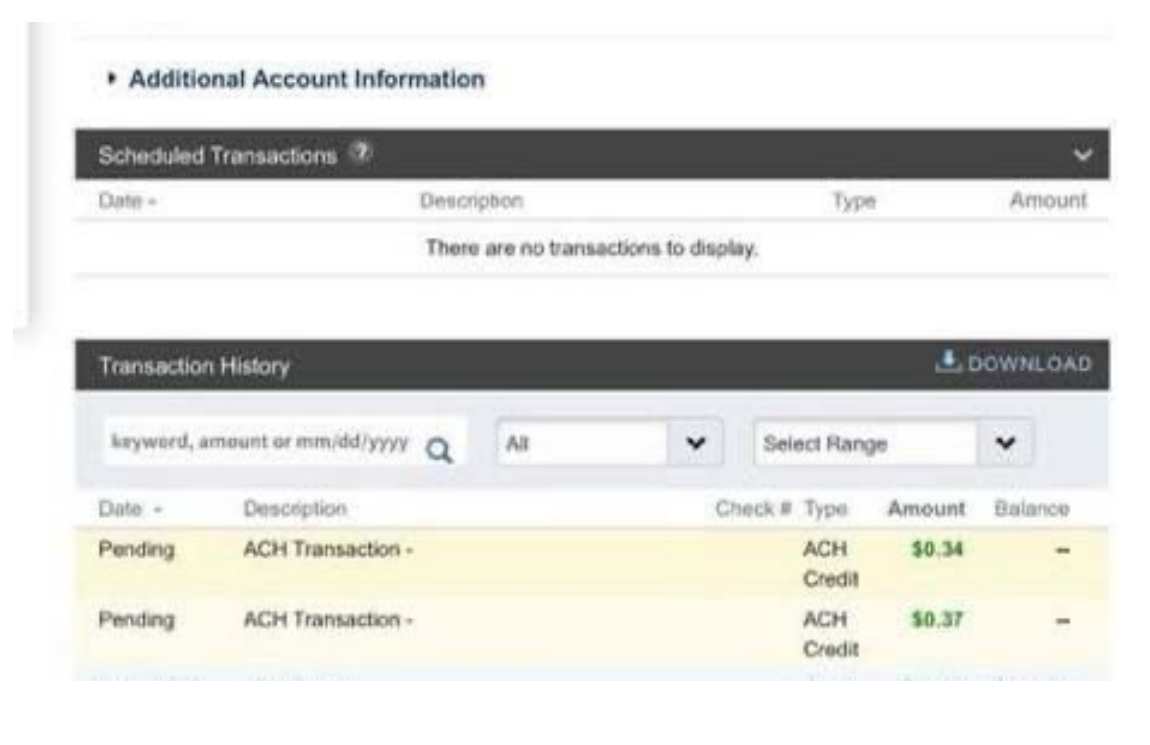 Additional Account Information
Scheduled Transactions ?
Date Description Type Amount
There are no transactions to display.
Transaction History DOWNLOAD
keyword, amount or mm/dd/yyyy All Select Range
Date Description Check # Type Amount Balance
Pending ACH Transaction - ACH $0.34 --
Credit
Pending ACH Transaction - ACH $0.37 --
Credit